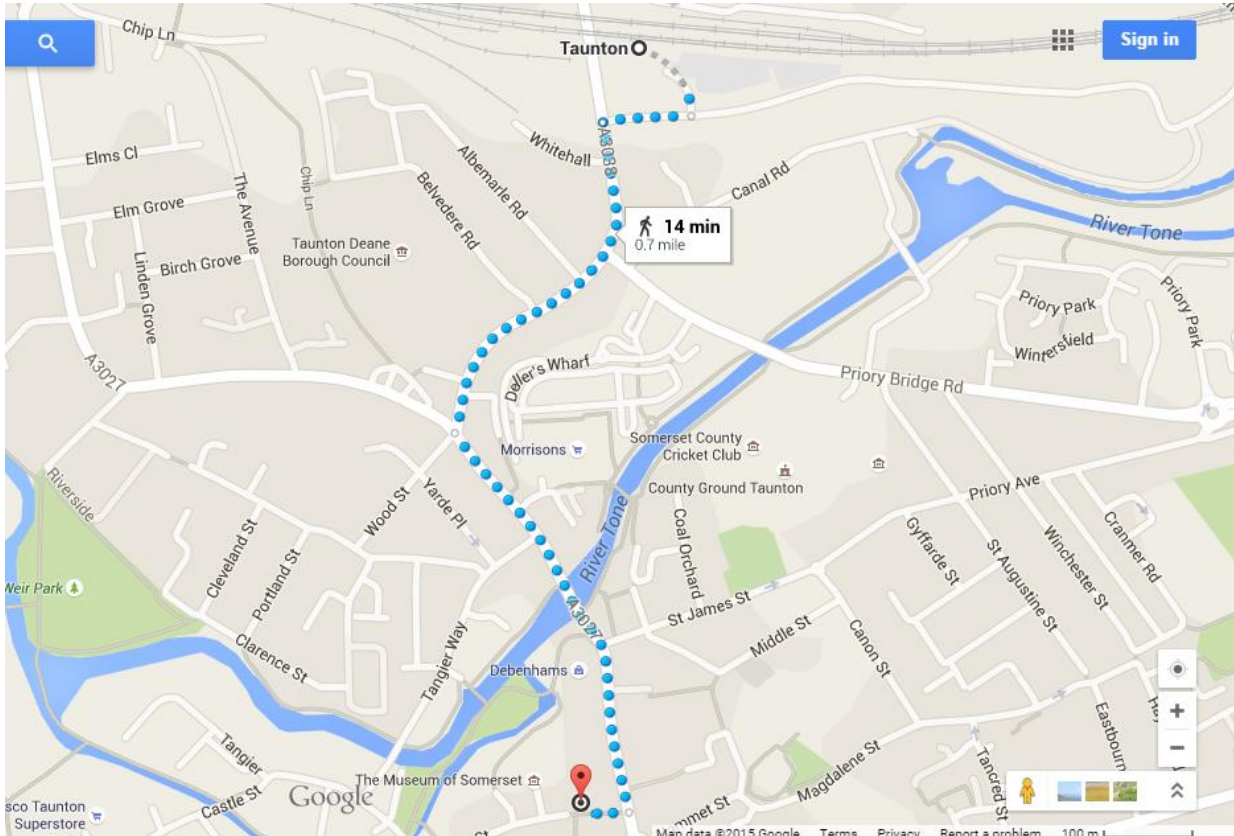 Chip Ln
Taunton
Sign in
Elms Cl
Whitehall
A3038
Albemarle Rd
Canal Rd
Chip Ln
The Avenue
Belvedere Rd
Elm Grove
14 min
0.7 mile
River Tone
Taunton Deane
Borough Council
Linden Grove
Birch Grove
Priory Park
Priory Park
Wintersfield
A3027
Deller's Wharf
Priory Bridge Rd
Morrisons
Somerset County
Cricket Club
County Ground Taunton
Riverside
Yarde Pl
Wood St
Priory Ave
Cleveland St
Portland St
River Tone
Coal Orchard
Gyffarde St
St Augustine St
Winchester St
Cranmer Rd
Weir Park
A3027
St James St
Middle St
Canon St
Clarence St
Tangier Way
Debenhams
Eastbourn
Tangier
The Museum of Somerset
Magdalene St
Tancred St
Castle St
Google
sco Taunton
Superstore
mmet St
St
Map data ©2015 Google Terms Privacy Report a problem 100 m